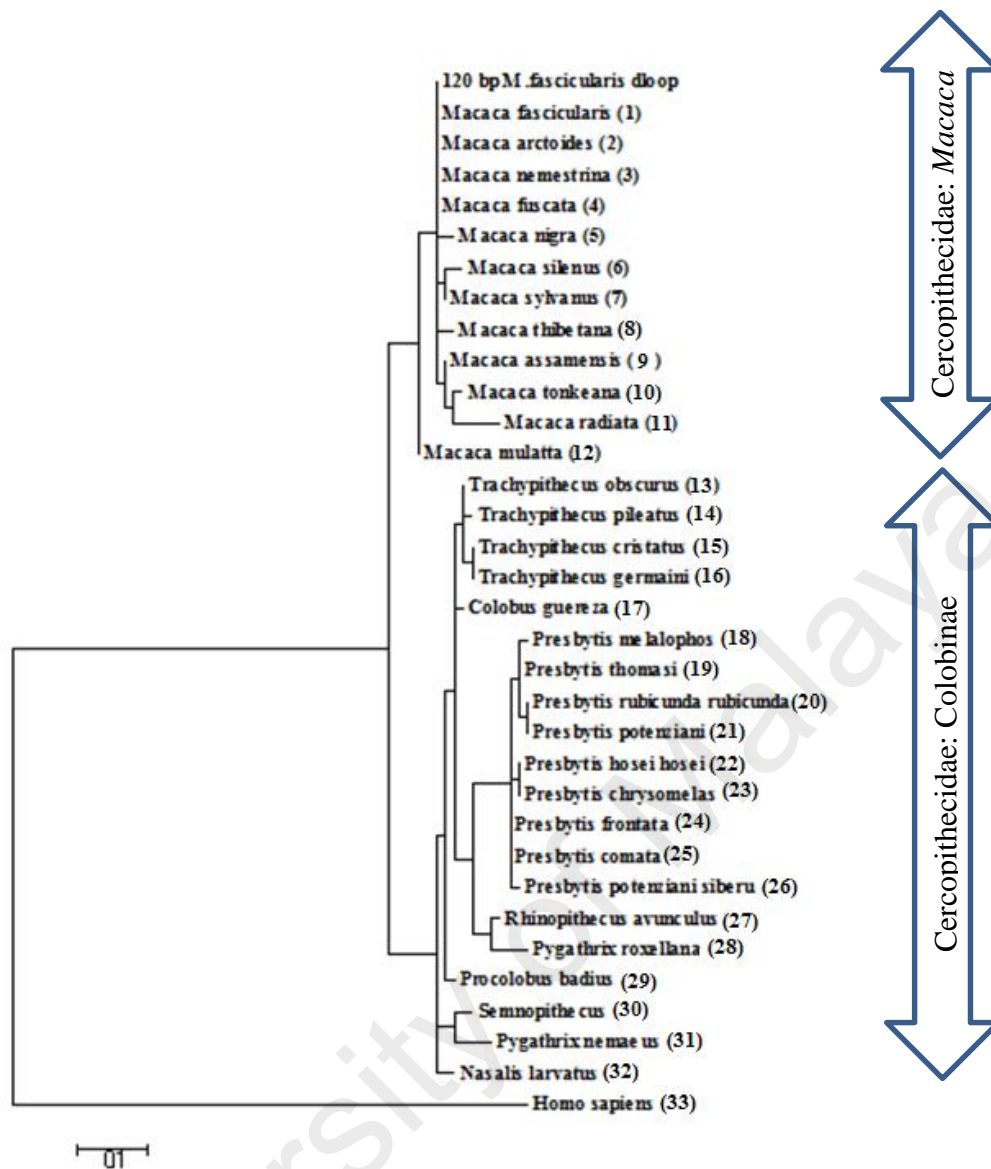 120 bpM.fascicularis dloop
Macaca fascicularis (1)
Macaca arctoides (2)
Macaca nemestrina (3)
Macaca fuscata (4)
Macaca nigra (5)
Macaca silenus (6)
Macaca sylvanus (7)
Macaca thibetana (8)
Macaca assamensis (9)
Macaca tonkeana (10)
Macaca radiata (11)
Macaca mulatta (12)
Trachypithecus obscurus (13)
Trachypithecus pileatus (14)
Trachypithecus cristatus (15)
Trachypithecus germaini (16)
Colobus guereza (17)
Presbytis melalophos (18)
Presbytis thomasi (19)
Presbytis rubicunda rubicunda(20)
Presbytis potenziani (21)
Presbytis hosei hosei (22)
Presbytis chrysomelas (23)
Presbytis frontata (24)
Presbytis comata(25)
Presbytis potenziani siberu (26)
Rhinopithecus avunculus (27)
Pygathrix roxellana (28)
Procolobus badius (29)
Semnopithecus (30)
Pygathrix nemaeus (31)
Nasalis larvatus (32)
Homo sapiens (33)
01
Cercopithecidae: Macaca
Cercopithecidae: Colobinae
ersity of Malaya